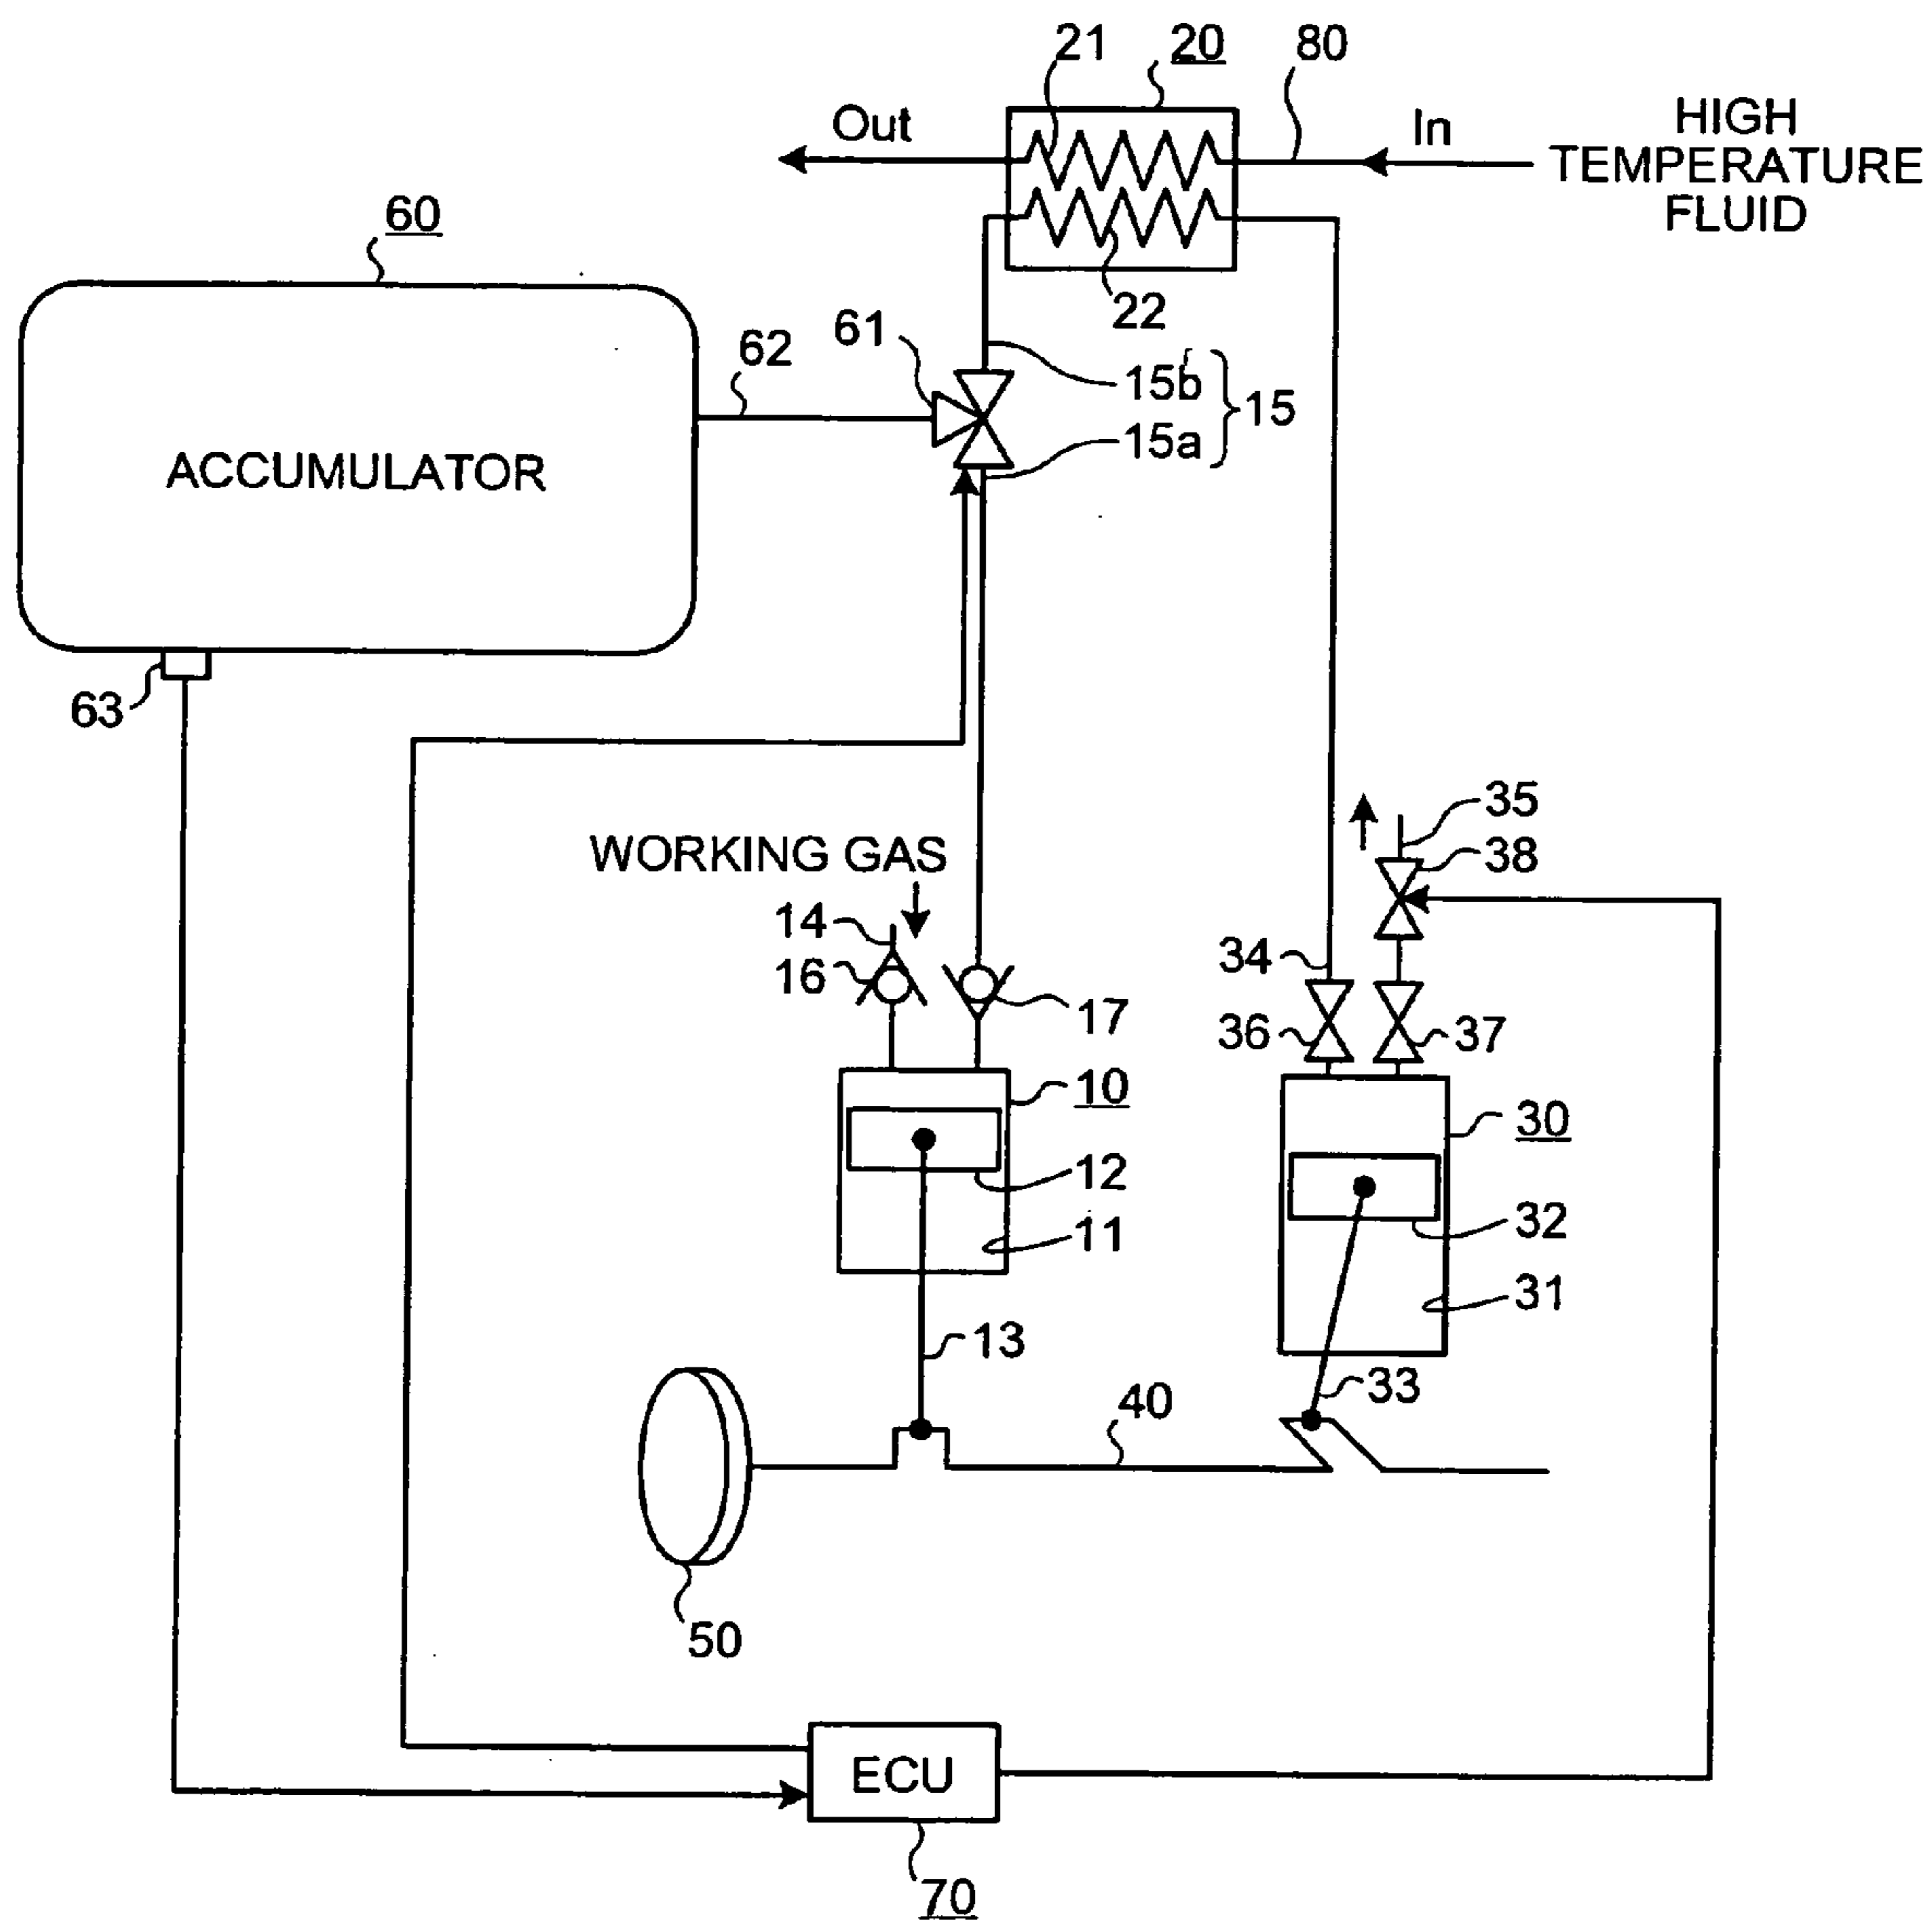 21 20 80
Out In HIGH
TEMPERATURE
FLUID
60
22
61
62
15b
15
15a
ACCUMULATOR
63
35
WORKING GAS 38
14
34
16
17
36 37
10
30
12
32
11
31
13
33
40
50
ECU
70